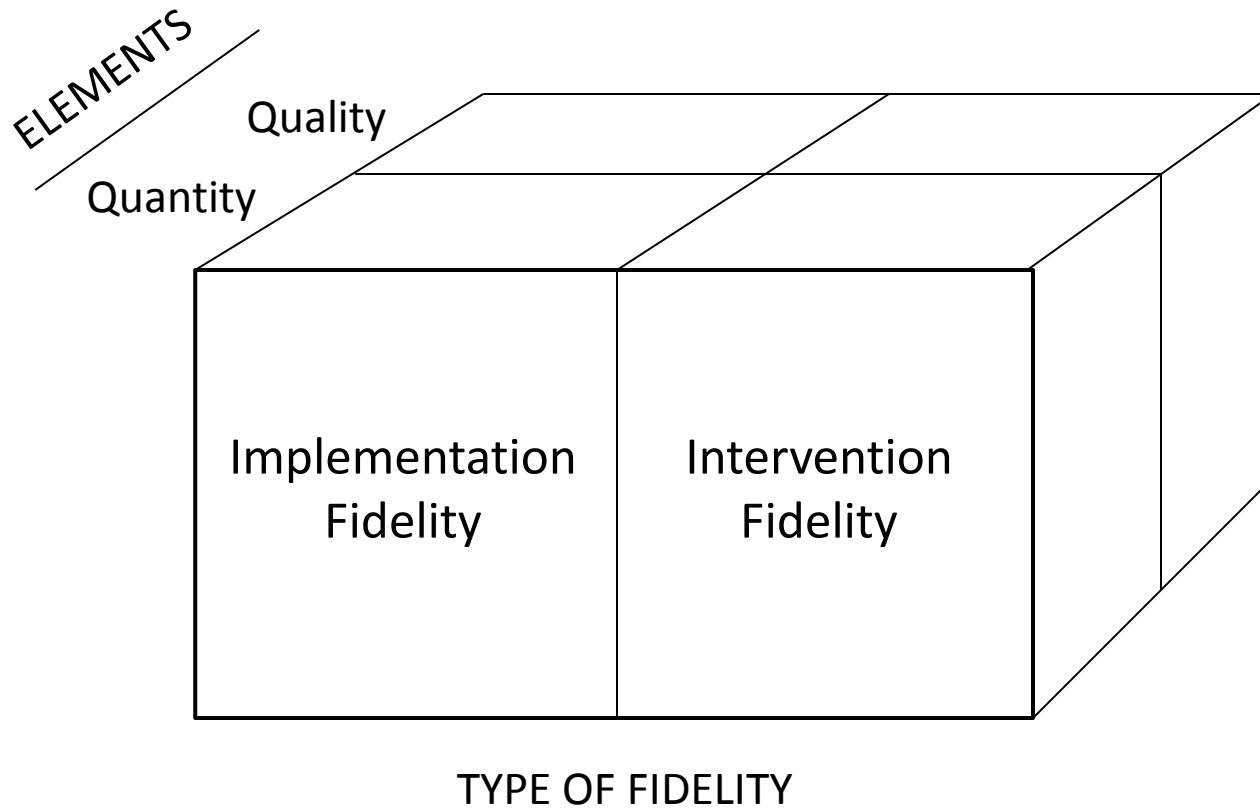 ELEMENTS
Quality
Quantity
Implementation
Fidelity
Intervention
Fidelity
TYPE OF FIDELITY